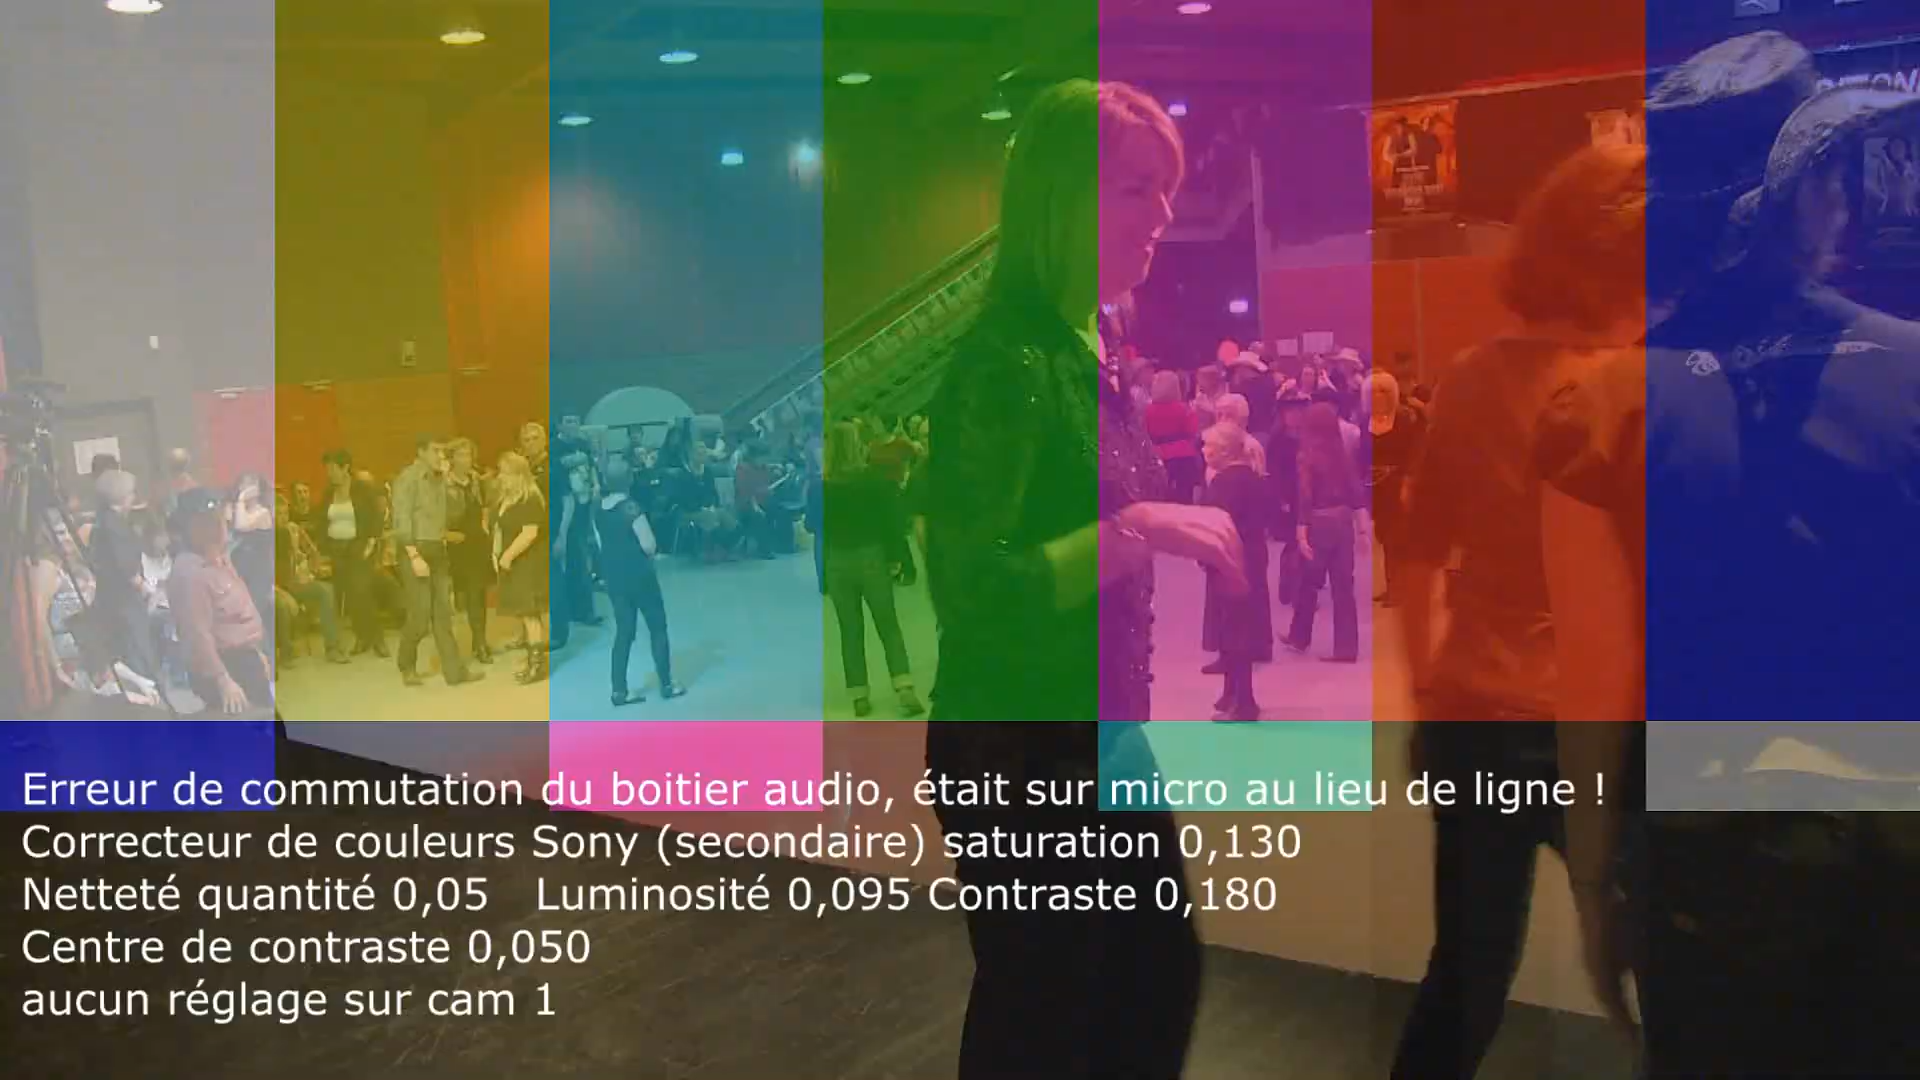 Erreur de commutation du boitier audio, était sur micro au lieu de ligne !
Correcteur de couleurs Sony (secondaire) saturation 0,130
Netteté quantité 0,05   Luminosité 0,095 Contraste 0,180
Centre de contraste 0,050
aucun réglage sur cam 1